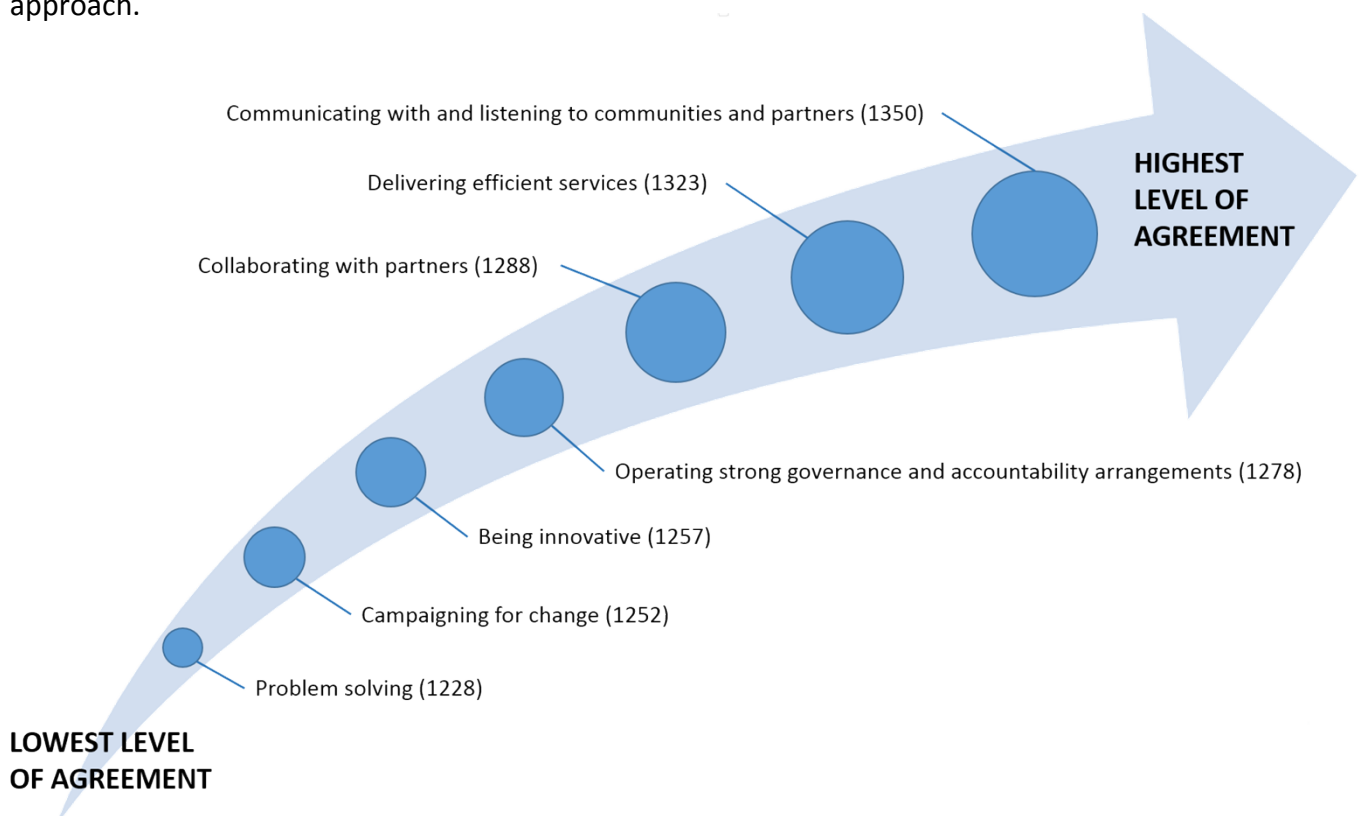 approach.
Communicating with and listening to communities and partners (1350)
HIGHEST
LEVEL OF
AGREEMENT
Delivering efficient services (1323)
Collaborating with partners (1288)
Operating strong governance and accountability arrangements (1278)
Being innovative (1257)
Campaigning for change (1252)
Problem solving (1228)
LOWEST LEVEL
OF AGREEMENT